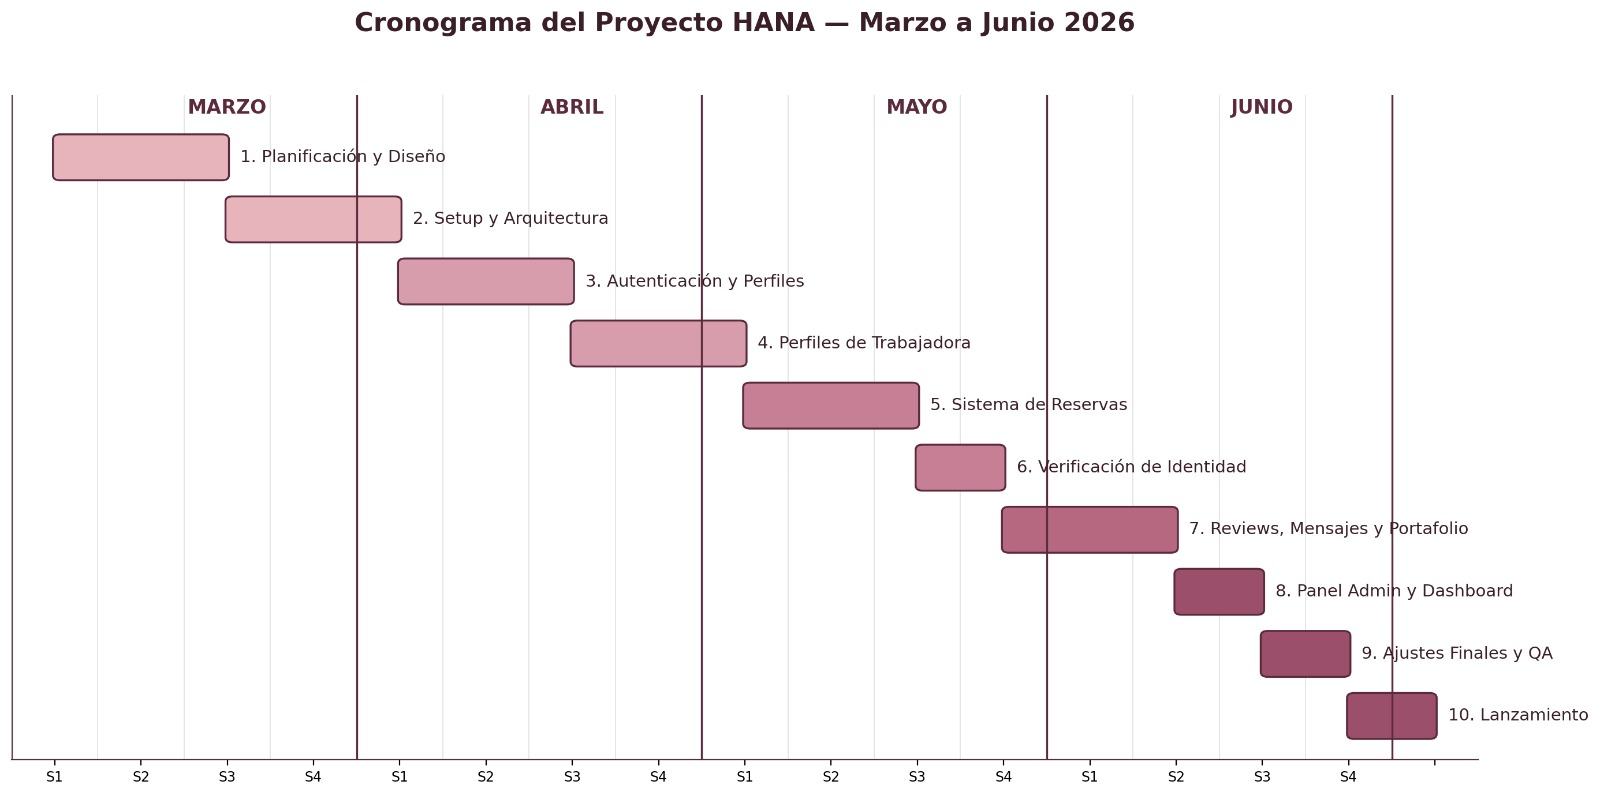 Cronograma del Proyecto HANA — Marzo a Junio 2026
MARZO
ABRIL
MAYO
JUNIO
1. Planificación y Diseño
2. Setup y Arquitectura
3. Autenticación y Perfiles
4. Perfiles de Trabajadora
5. Sistema de Reservas
6. Verificación de Identidad
7. Reviews, Mensajes y Portafolio
8. Panel Admin y Dashboard
9. Ajustes Finales y QA
10. Lanzamiento
S1 S2 S3 S4 S1 S2 S3 S4 S1 S2 S3 S4 S1 S2 S3 S4